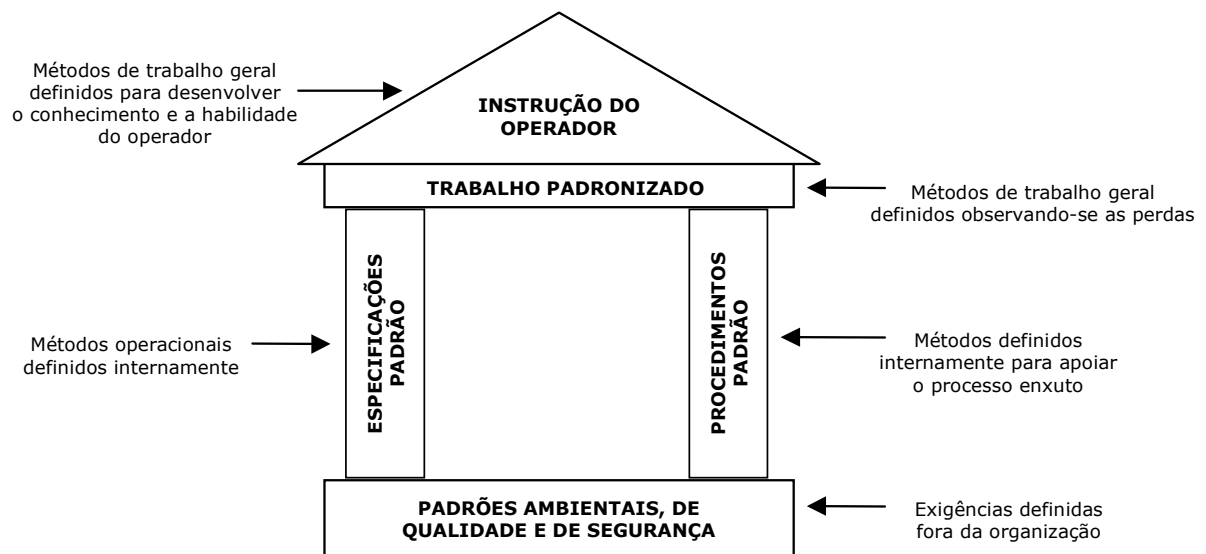 Métodos de trabalho geral
definidos para desenvolver
o conhecimento e a habilidade
do operador
INSTRUÇÃO DO
OPERADOR
TRABALHO PADRONIZADO
Métodos de trabalho geral
definidos observando-se as perdas
ESPECIFICAÇÕES
PADRÃO
PROCEDIMENTOS
PADRÃO
Métodos operacionais
definidos internamente
Métodos definidos
internamente para apoiar
o processo enxuto
PADRÕES AMBIENTAIS, DE
QUALIDADE E DE SEGURANÇA
Exigências definidas
fora da organização